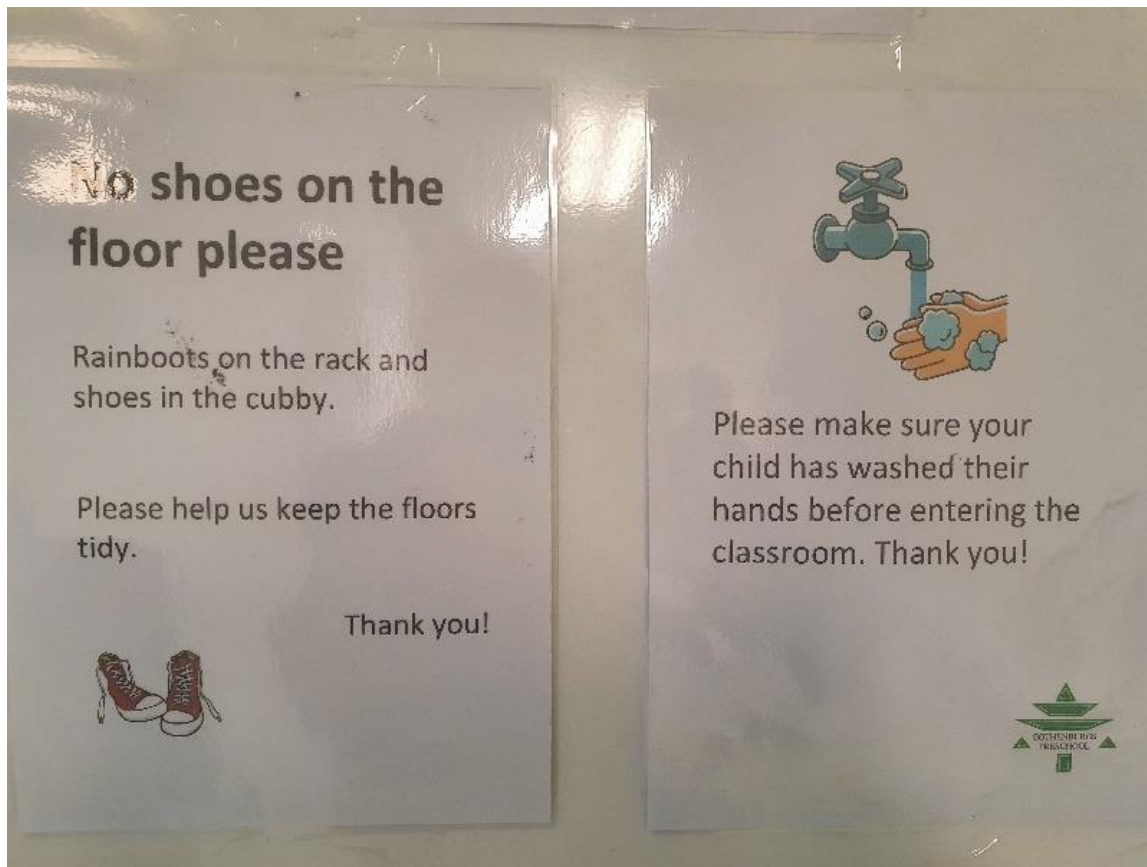 No shoes on the
floor please
Rainboots on the rack and
shoes in the cubby.
Please help us keep the floors
tidy.
Thank you!
Please make sure your
child has washed their
hands before entering the
classroom. Thank you!
GOTHENBURGS
PRESCHOOL